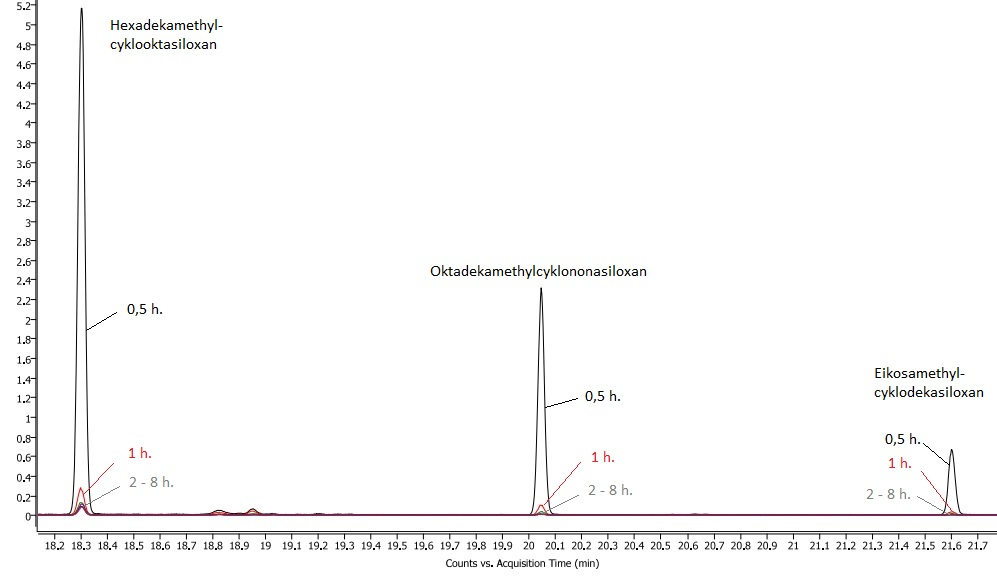 5.2
5
4.8
4.6
4.4
4.2
4
3.8
3.6
3.4
3.2
3
2.8
2.6
2.4
2.2
2
1.8
1.6
1.4
1.2
1
0.8
0.6
0.4
0.2
0
Hexadekamethyl-
cyklooktasiloxan
0,5 h.
1 h.
2 - 8 h.
Oktadekamethylcyklononasiloxan
0,5 h.
1 h.
2 - 8 h.
Eikosamethyl-
cyklodekasiloxan
0,5 h.
1 h.
2 - 8 h.
18.2 18.3 18.4 18.5 18.6 18.7 18.8 18.9 19 19.1 19.2 19.3 19.4 19.5 19.6 19.7 19.8 19.9 20 20.1 20.2 20.3 20.4 20.5 20.6 20.7 20.8 20.9 21 21.1 21.2 21.3 21.4 21.5 21.6 21.7
Counts vs. Acquisition Time (min)